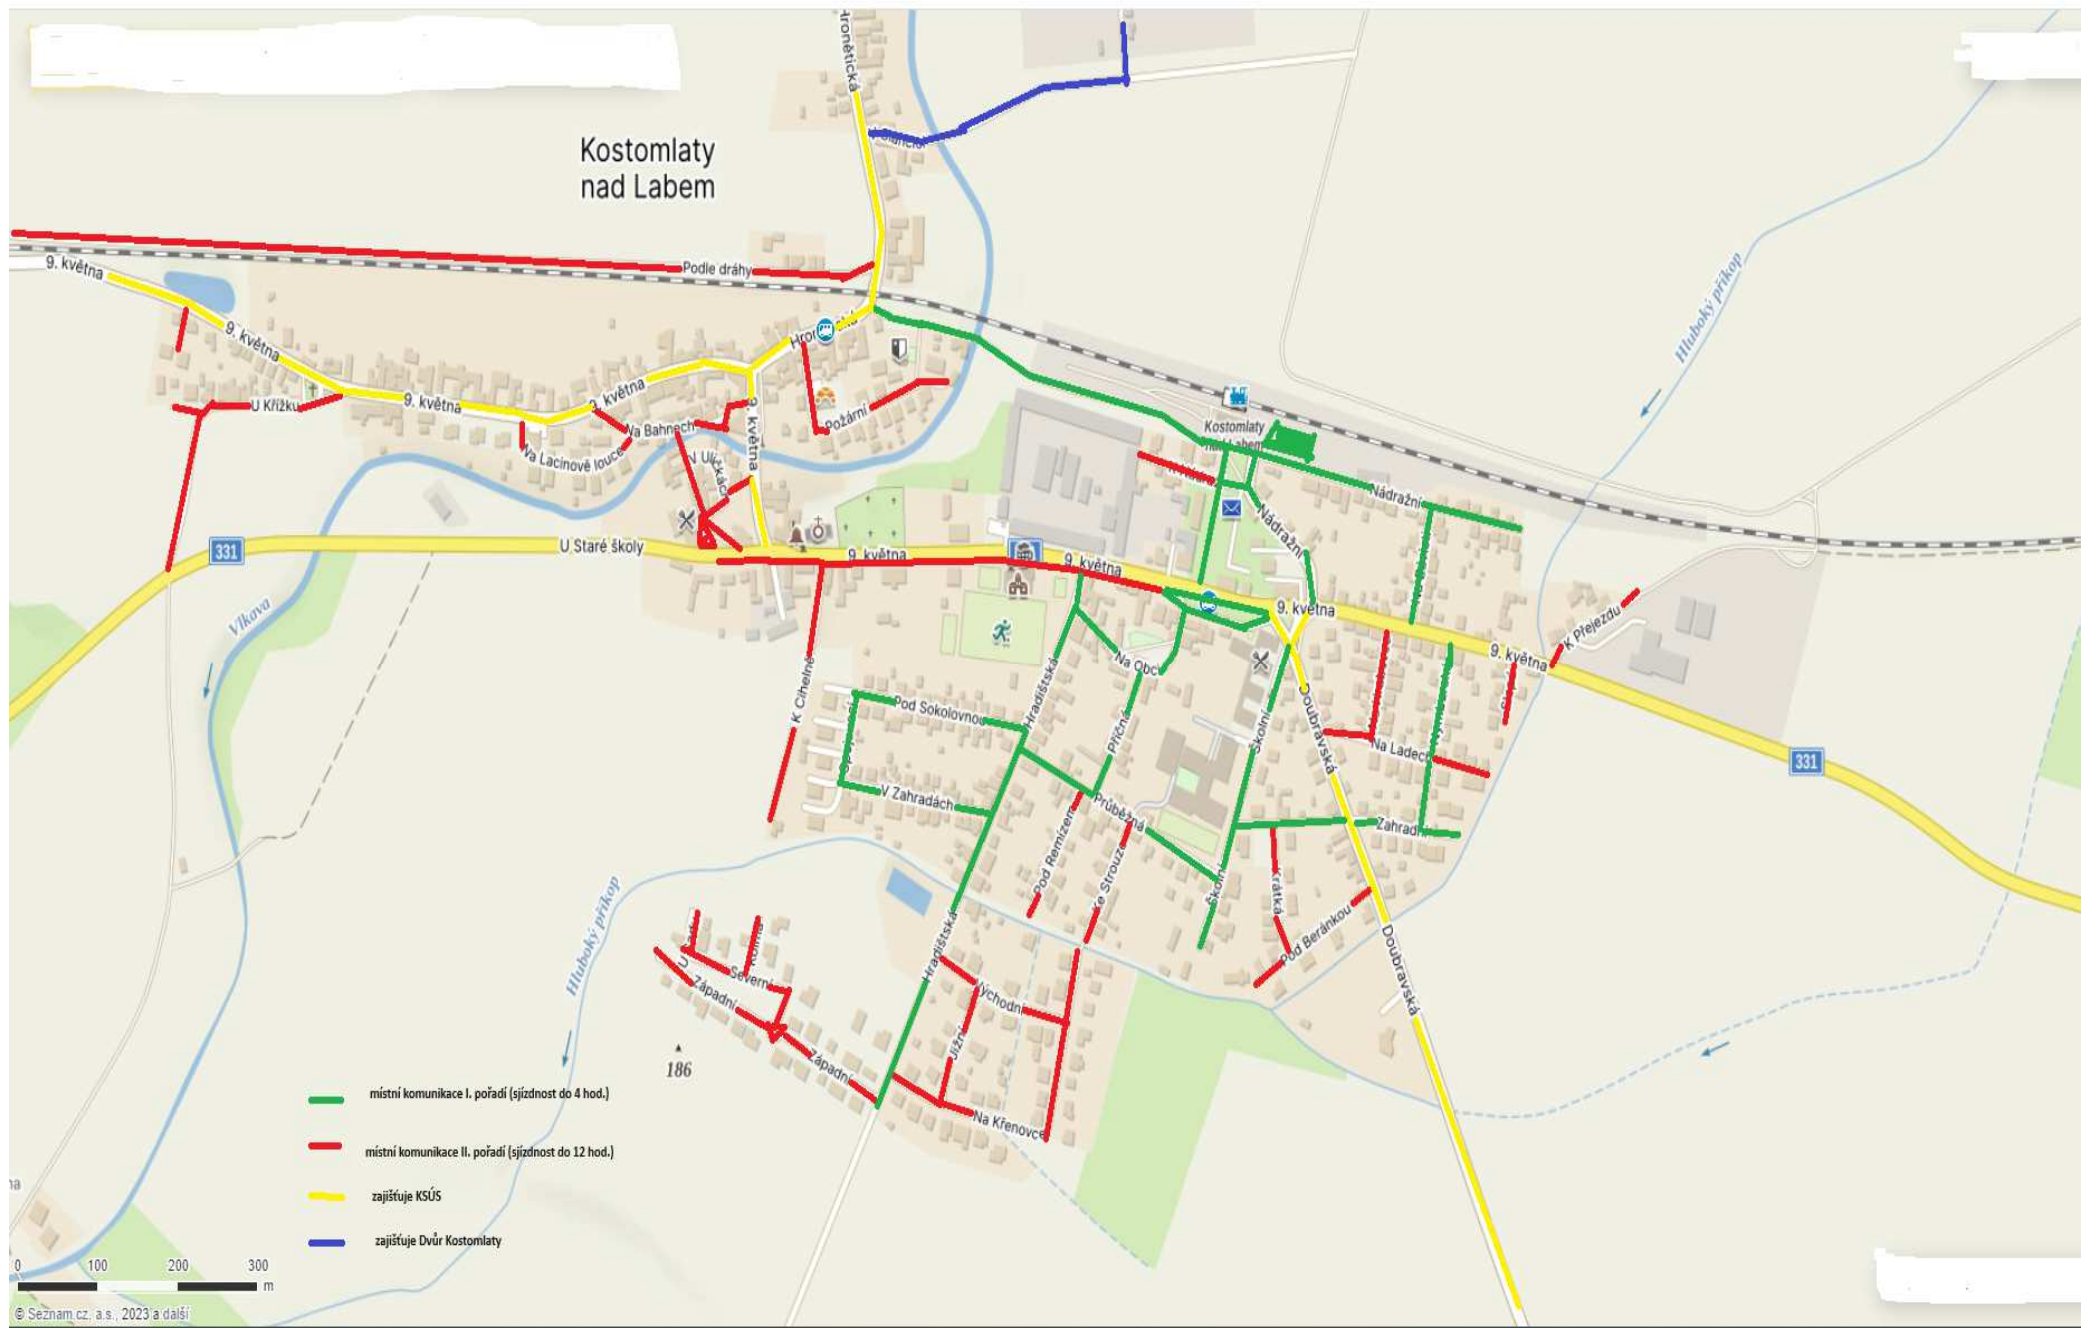 Hronětická
Kostomlaty
nad Labem
Podle dráhy
9. května
9. května
Hluboký příkop
9. května
9. května
U Křížku
Požární
Na Bahnech
9. května
Na Lacinově louce
V Uličkách
Kostomlaty
nad Labem
Nádražní
Nádražní
331
U Staré školy
9. května
9. května
9. května
9. května
K Přejezdu
Vlkava
Na Obci
K Cihelně
Hradištská
Pod Sokolovnou
Příčná
Školní
Doubravská
Na Ladech
331
V Zahradách
Průběžná
Zahradní
Pod Remízem
Ke Strouze
Školní
Krátká
Pod Beránkou
Hluboký příkop
Hradištská
Doubravská
Severní
Západní
Východní
Jižní
Západní
186
Na Křenovce
místní komunikace I. pořadí (sjízdnost do 4 hod.)
místní komunikace II. pořadí (sjízdnost do 12 hod.)
zajišťuje KSÚS
zajišťuje Dvůr Kostomlaty
0 100 200 300
m
© Seznam.cz, a.s., 2023 a další